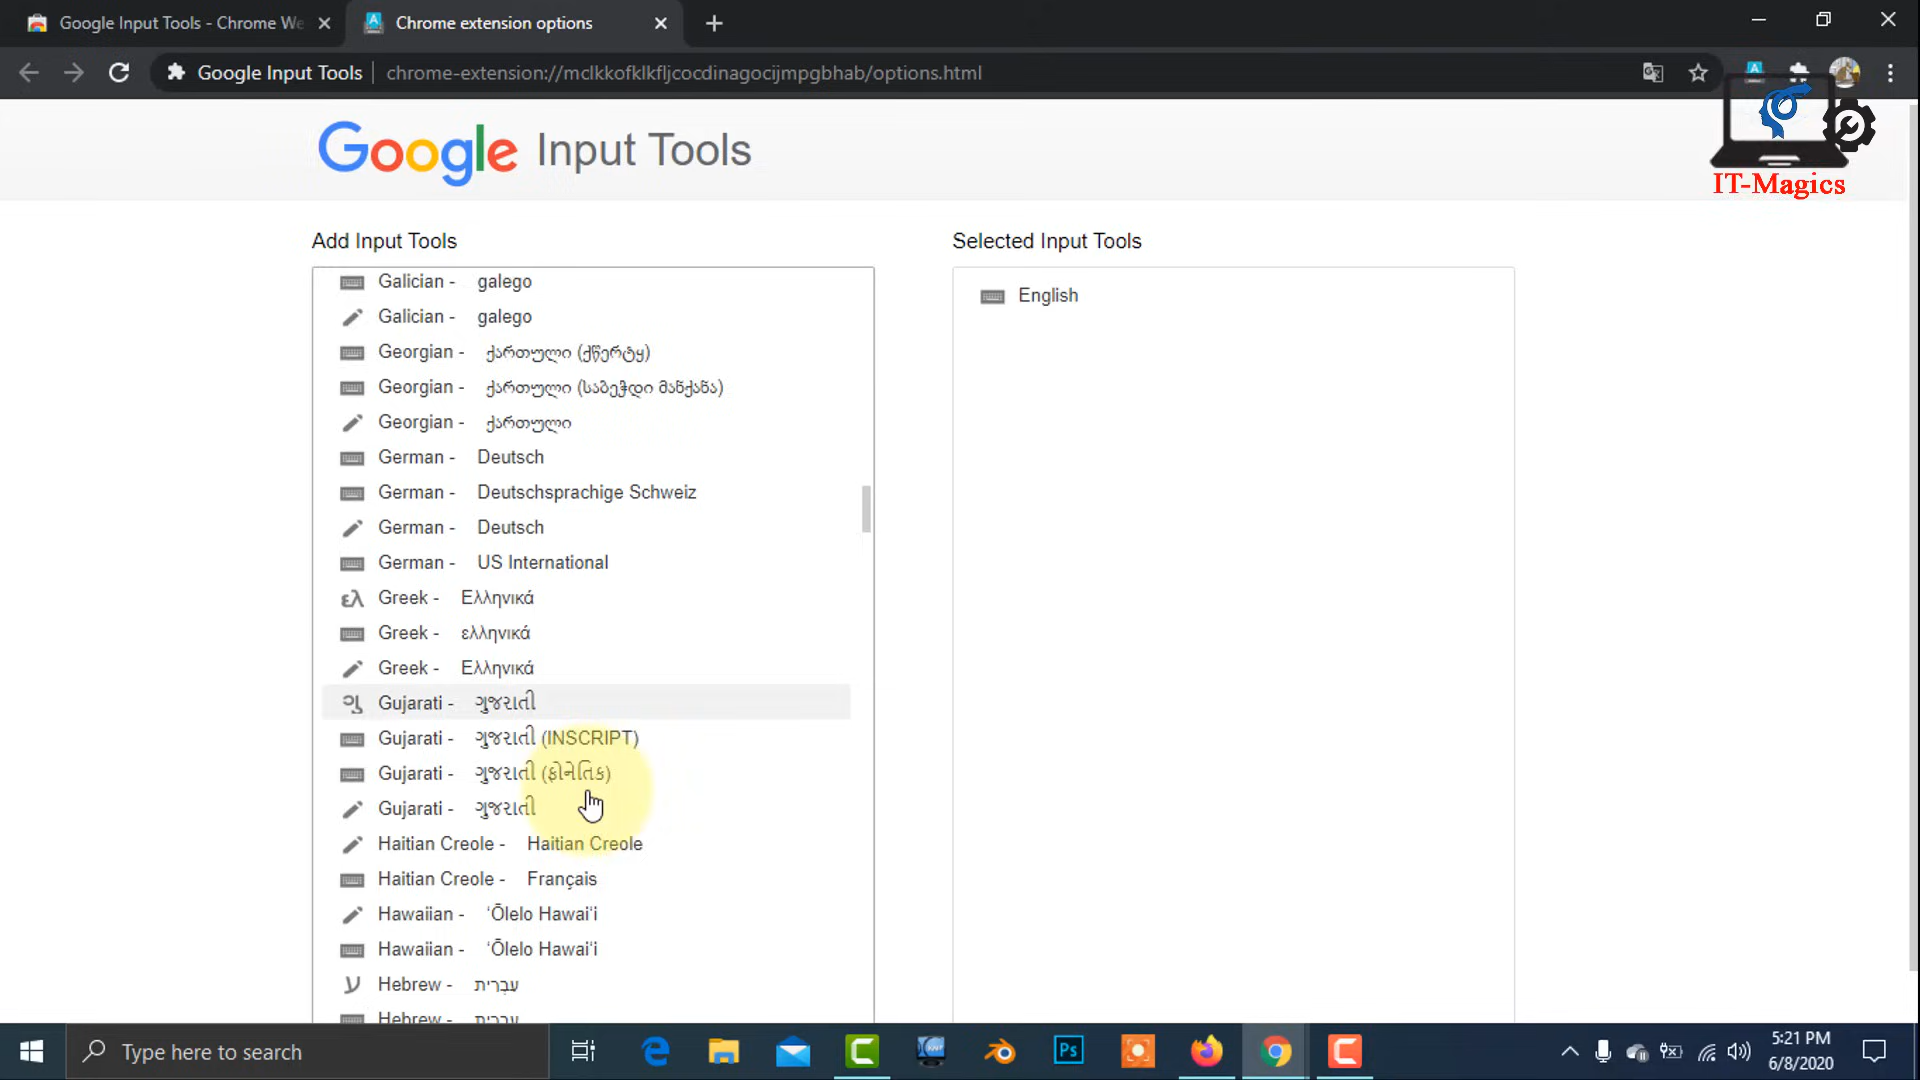 Google Input Tools - Chrome We
Chrome extension options
Google Input Tools
chrome-extension://mclkkofklkfljcocdinagocijmpgbhab/options.html
IT-Magics
Google Input Tools
Add Input Tools
Selected Input Tools
English
Galician - galego
Galician - galego
Georgian - ქართული (ქწერტყ)
Georgian - ქართული (საბეჭდი მანქანა)
Georgian - ქართული
German - Deutsch
German - Deutschsprachige Schweiz
German - Deutsch
German - US International
ελ Greek - Ελληνικά
Greek - ελληνικά
Greek - Ελληνικά
ગુ Gujarati - ગુજરાતી
Gujarati - ગુજરાતી (INSCRIPT)
Gujarati - ગુજરાતી (ફોનેતિક)
Gujarati - ગુજરાતી
Haitian Creole - Haitian Creole
Haitian Creole - Français
Hawaiian - ʻŌlelo Hawaiʻi
Hawaiian - ʻŌlelo Hawaiʻi
ע Hebrew - עברית
Hebrew - עברית
Type here to search
Ps
5:21 PM
6/8/2020